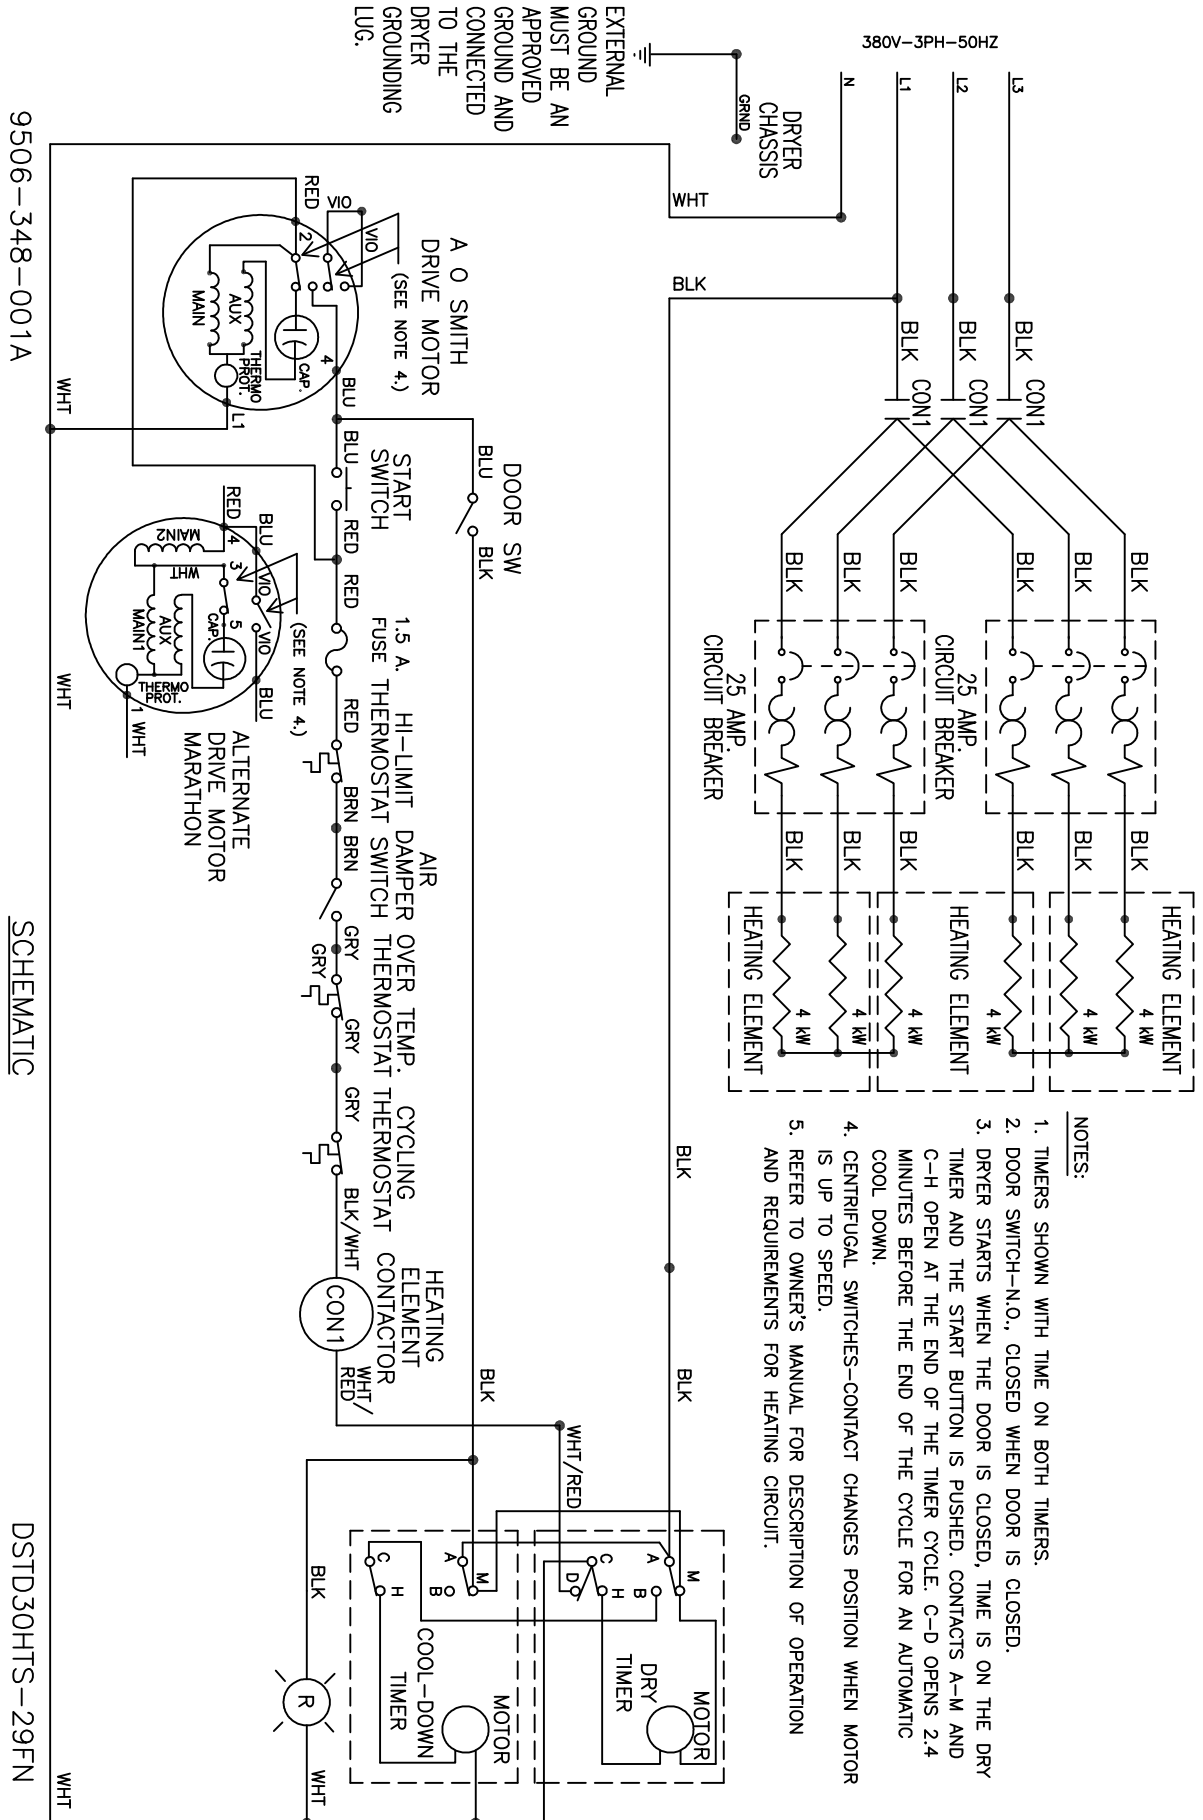 380V-3PH-50HZ
L3
L2
L1
N
GRND
DRYER
CHASSIS
EXTERNAL
GROUND
MUST BE AN
APPROVED
GROUND AND
CONNECTED
TO THE
DRYER
GROUNDING
LUG.
WHT
BLK
BLK
BLK
BLK
CON1
CON1
CON1
BLK
BLK
BLK
BLK
BLK
BLK
25 AMP.
CIRCUIT BREAKER
25 AMP.
CIRCUIT BREAKER
BLK
BLK
BLK
BLK
BLK
BLK
HEATING ELEMENT
HEATING ELEMENT
HEATING ELEMENT
4 kW
4 kW
4 kW
4 kW
4 kW
4 kW
NOTES:
1. TIMERS SHOWN WITH TIME ON BOTH TIMERS.
2. DOOR SWITCH-N.O., CLOSED WHEN DOOR IS CLOSED.
3. DRYER STARTS WHEN THE DOOR IS CLOSED, TIME IS ON THE DRY
TIMER AND THE START BUTTON IS PUSHED. CONTACTS A-M AND
C-H OPEN AT THE END OF THE TIMER CYCLE. C-D OPENS 2.4
MINUTES BEFORE THE END OF THE CYCLE FOR AN AUTOMATIC
COOL DOWN.
4. CENTRIFUGAL SWITCHES-CONTACT CHANGES POSITION WHEN MOTOR
IS UP TO SPEED.
5. REFER TO OWNER'S MANUAL FOR DESCRIPTION OF OPERATION
AND REQUIREMENTS FOR HEATING CIRCUIT.
BLK
BLK
A O SMITH
DRIVE MOTOR
(SEE NOTE 4.)
RED
VIO
VIO
2
MAIN
AUX
CAP.
THERMO
PROT.
4
L1
BLU
BLU
START
SWITCH
RED
RED
BLU
DOOR SW
BLK
BLK
1.5 A.
FUSE
RED
HI-LIMIT
THERMOSTAT
BRN
BRN
AIR
DAMPER
SWITCH
GRY
GRY
OVER TEMP.
THERMOSTAT
GRY
GRY
CYCLING
THERMOSTAT
BLK/WHT
HEATING
ELEMENT
CONTACTOR
CON1
WHT/
RED
WHT/RED
RED
BLU
4
MAIN2
WHT
3
VIO
VIO
5
CAP.
MAIN1
AUX
THERMO
PROT.
1
WHT
BLU
(SEE NOTE 4.)
ALTERNATE
DRIVE MOTOR
MARATHON
M
A
B
H
C
D
MOTOR
DRY
TIMER
M
A
B
H
C
MOTOR
COOL-DOWN
TIMER
BLK
R
WHT
WHT
WHT
WHT
9506-348-001A
SCHEMATIC
DSTD30HTS-29FN